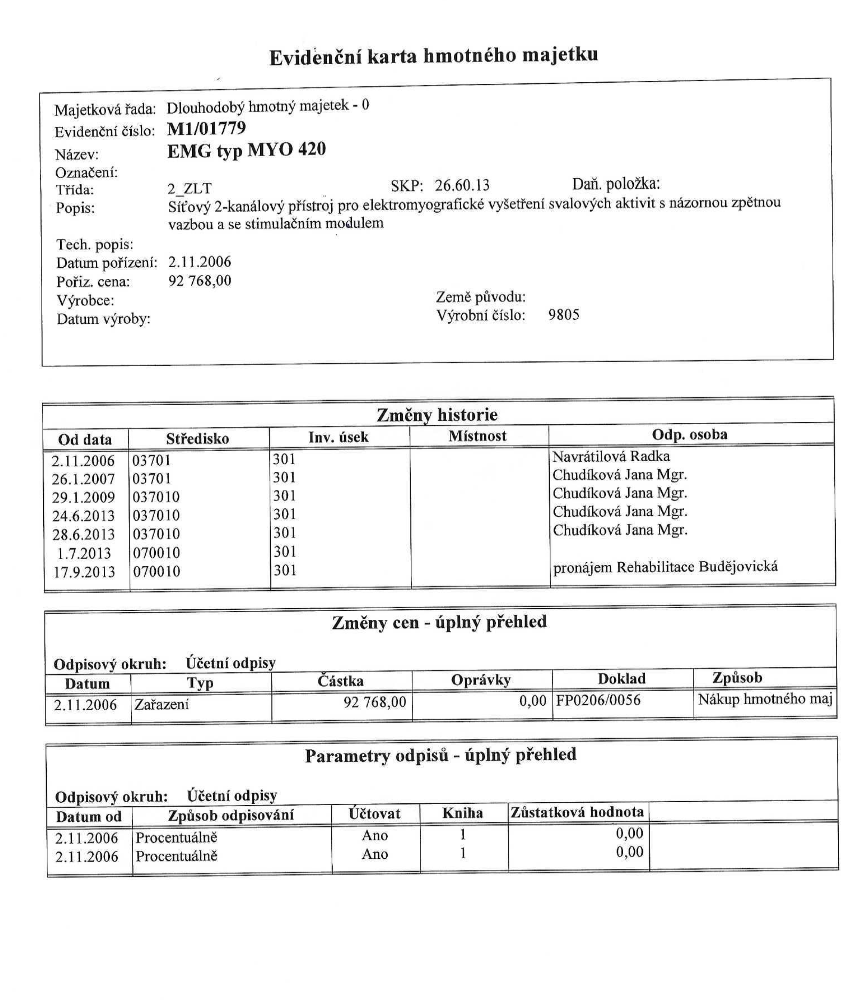 Evidenční karta hmotného majetku
Majetková řada: Dlouhodobý hmotný majetek - 0
Evidenční číslo: M1/01779
Název: EMG typ MYO 420
Označení:
Třída: 2_ZLT SKP: 26.60.13 Daň. položka:
Popis: Síťový 2-kanálový přístroj pro elektromyografické vyšetření svalových aktivit s názornou zpětnou
vazbou a se stimulačním modulem
Tech. popis:
Datum pořízení: 2.11.2006
Pořiz. cena: 92 768,00
Výrobce: Země původu:
Datum výroby: Výrobní číslo: 9805
Změny historie
Od data Středisko Inv. úsek Místnost Odp. osoba
2.11.2006 03701 301 Navrátilová Radka
26.1.2007 03701 301 Chudíková Jana Mgr.
29.1.2009 037010 301 Chudíková Jana Mgr.
24.6.2013 037010 301 Chudíková Jana Mgr.
28.6.2013 037010 301 Chudíková Jana Mgr.
1.7.2013 070010 301
17.9.2013 070010 301 pronájem Rehabilitace Budějovická
Změny cen - úplný přehled
Odpisový okruh: Účetní odpisy
Datum Typ Částka Oprávky Doklad Způsob
2.11.2006 Zařazení 92 768,00 0,00 FP0206/0056 Nákup hmotného maj
Parametry odpisů - úplný přehled
Odpisový okruh: Účetní odpisy
Datum od Způsob odpisování Účtovat Kniha Zůstatková hodnota
2.11.2006 Procentuálně Ano 1 0,00
2.11.2006 Procentuálně Ano 1 0,00